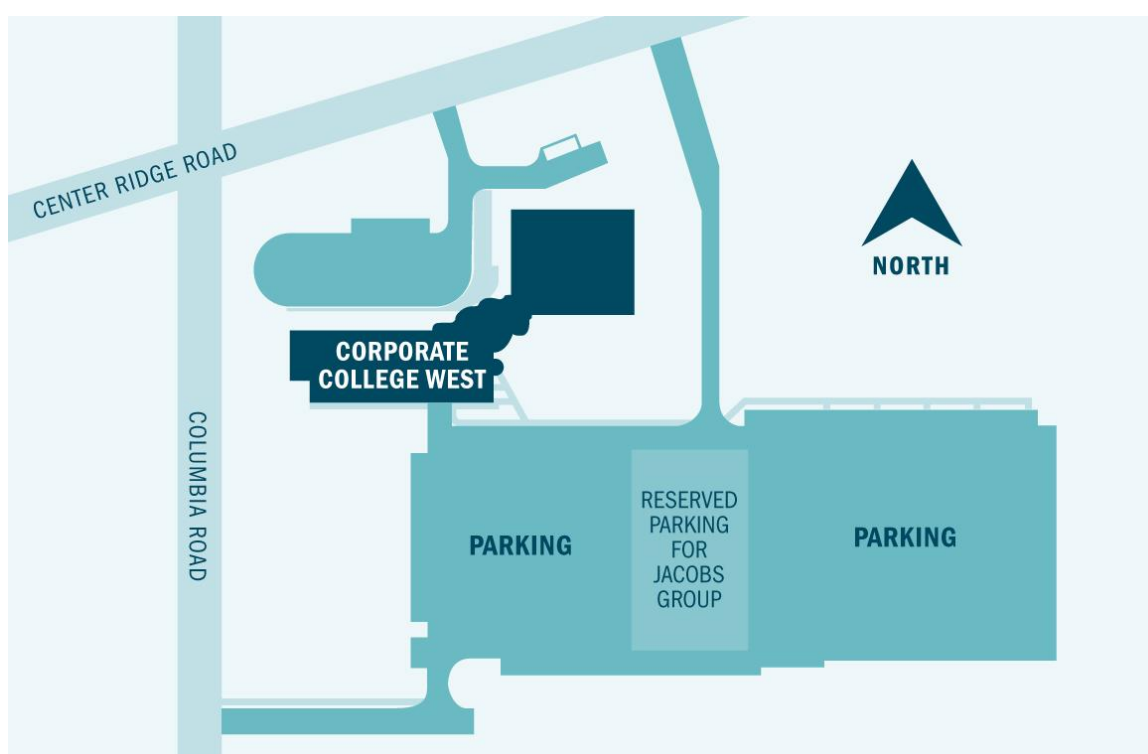 CENTER RIDGE ROAD
NORTH
CORPORATE
COLLEGE WEST
COLUMBIA ROAD
PARKING
RESERVED
PARKING
FOR
JACOBS
GROUP
PARKING